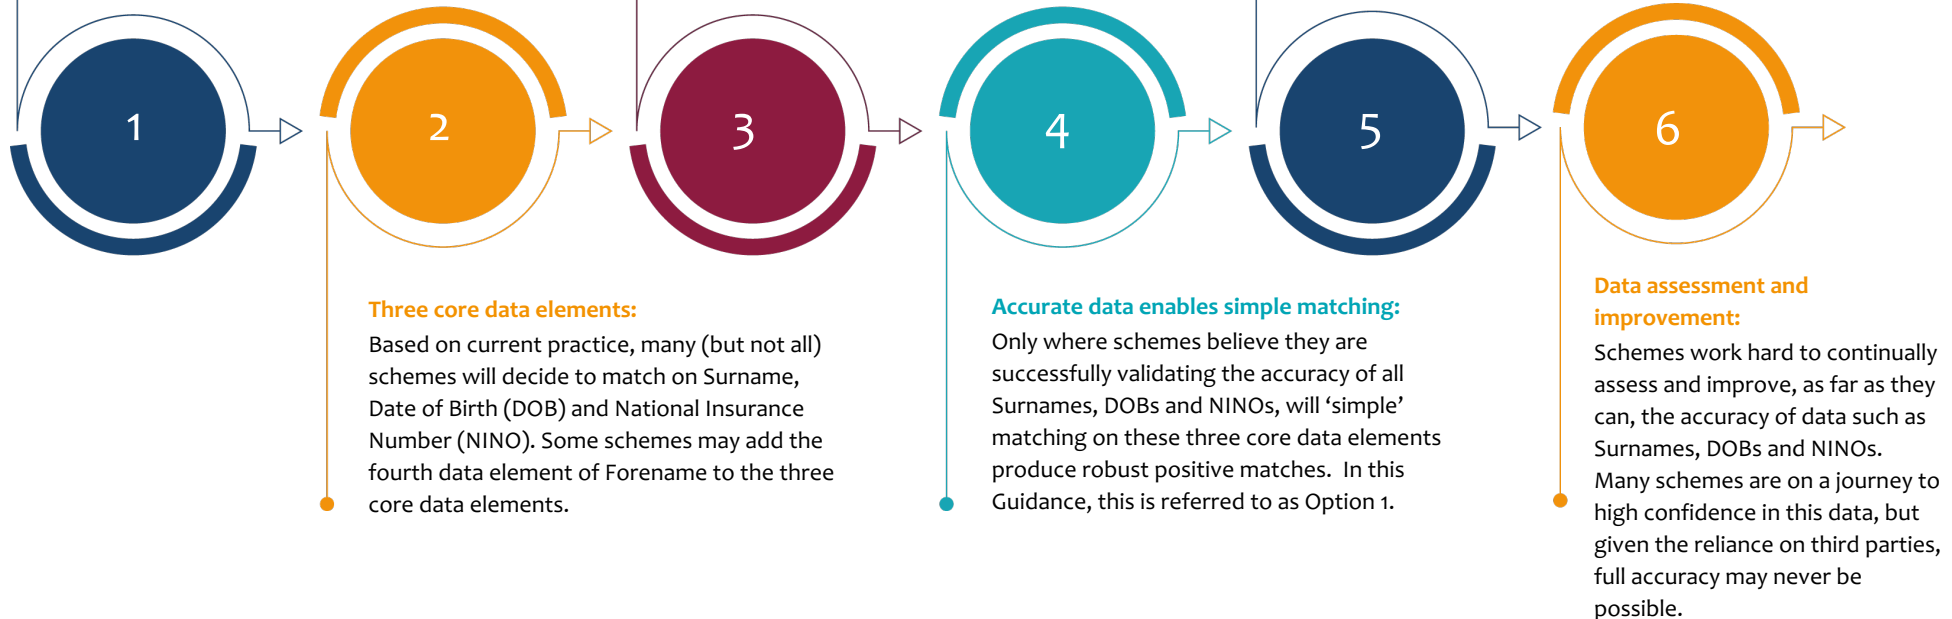 1
2
3
4
5
6
Three core data elements:
Based on current practice, many (but not all)
schemes will decide to match on Surname,
Date of Birth (DOB) and National Insurance
Number (NINO). Some schemes may add the
fourth data element of Forename to the three
core data elements.
Accurate data enables simple matching:
Only where schemes believe they are
successfully validating the accuracy of all
Surnames, DOBs and NINOs, will ‘simple’
matching on these three core data elements
produce robust positive matches.  In this
Guidance, this is referred to as Option 1.
Data assessment and
improvement:
Schemes work hard to continually
assess and improve, as far as they
can, the accuracy of data such as
Surnames, DOBs and NINOs.
Many schemes are on a journey to
high confidence in this data, but
given the reliance on third parties,
full accuracy may never be
possible.